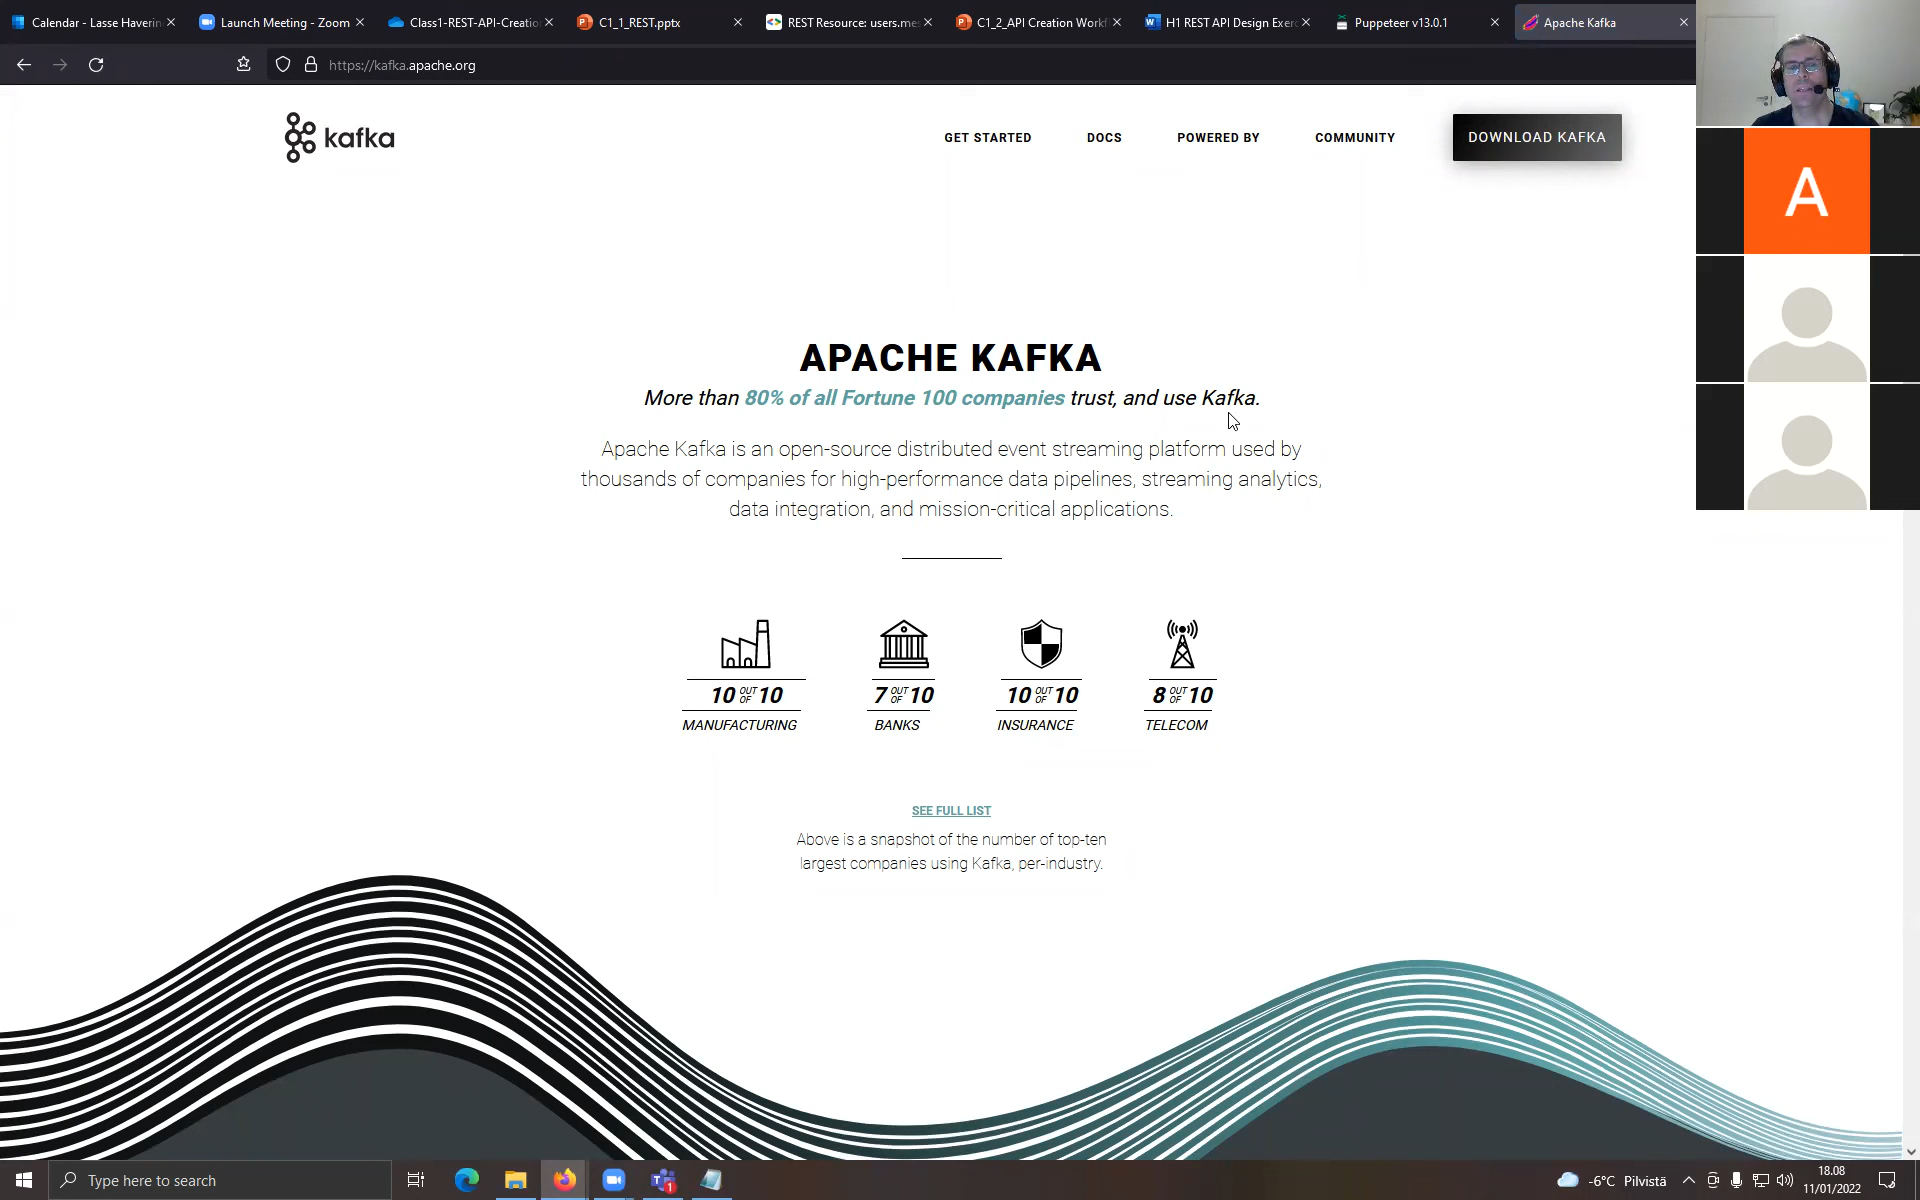 Calendar - Lasse Haverin
Launch Meeting - Zoom
Class1-REST-API-Creatio
C1_1_REST.pptx
REST Resource: users.me
C1_2_API Creation Workf
H1 REST API Design Exerc
Puppeteer v13.0.1
Apache Kafka
https://kafka.apache.org
kafka
GET STARTED
DOCS
POWERED BY
COMMUNITY
DOWNLOAD KAFKA
A
APACHE KAFKA
More than 80% of all Fortune 100 companies trust, and use Kafka.
Apache Kafka is an open-source distributed event streaming platform used by
thousands of companies for high-performance data pipelines, streaming analytics,
data integration, and mission-critical applications.
10 OUT OF 10
MANUFACTURING
7 OUT OF 10
BANKS
10 OUT OF 10
INSURANCE
8 OUT OF 10
TELECOM
SEE FULL LIST
Above is a snapshot of the number of top-ten
largest companies using Kafka, per-industry.
Type here to search
1
-6°C Pilvistä
18.08
11/01/2022